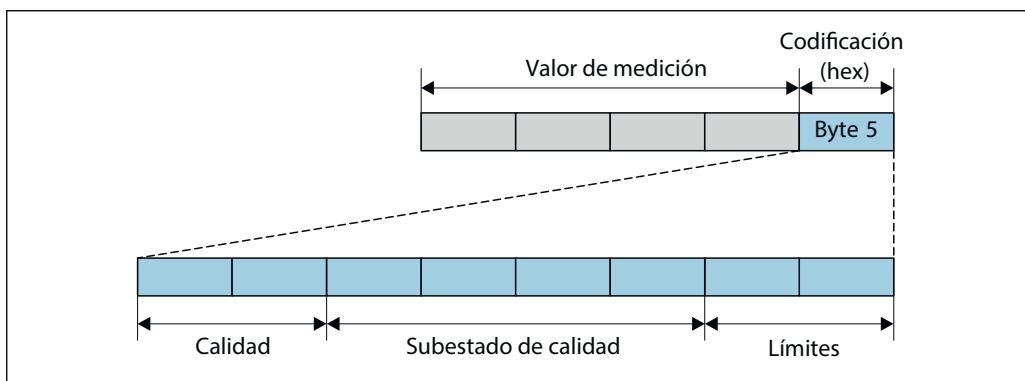 Codificación
(hex)
Valor de medición
Byte 5
Calidad
Subestado de calidad
Límites